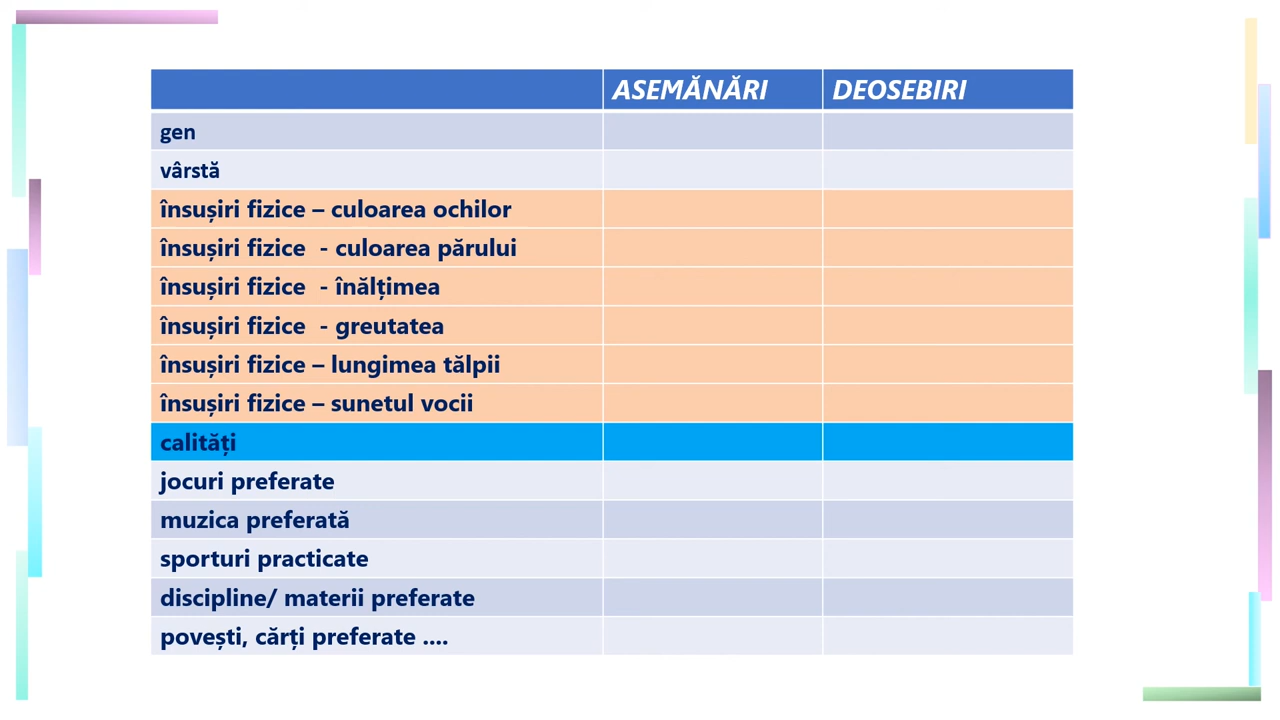 ASEMĂNĂRI DEOSEBIRI
gen
vârstă
însușiri fizice – culoarea ochilor
însușiri fizice - culoarea părului
însușiri fizice - înălțimea
însușiri fizice - greutatea
însușiri fizice – lungimea tălpii
însușiri fizice – sunetul vocii
calități
jocuri preferate
muzica preferată
sporturi practicate
discipline/ materii preferate
povești, cărți preferate ....